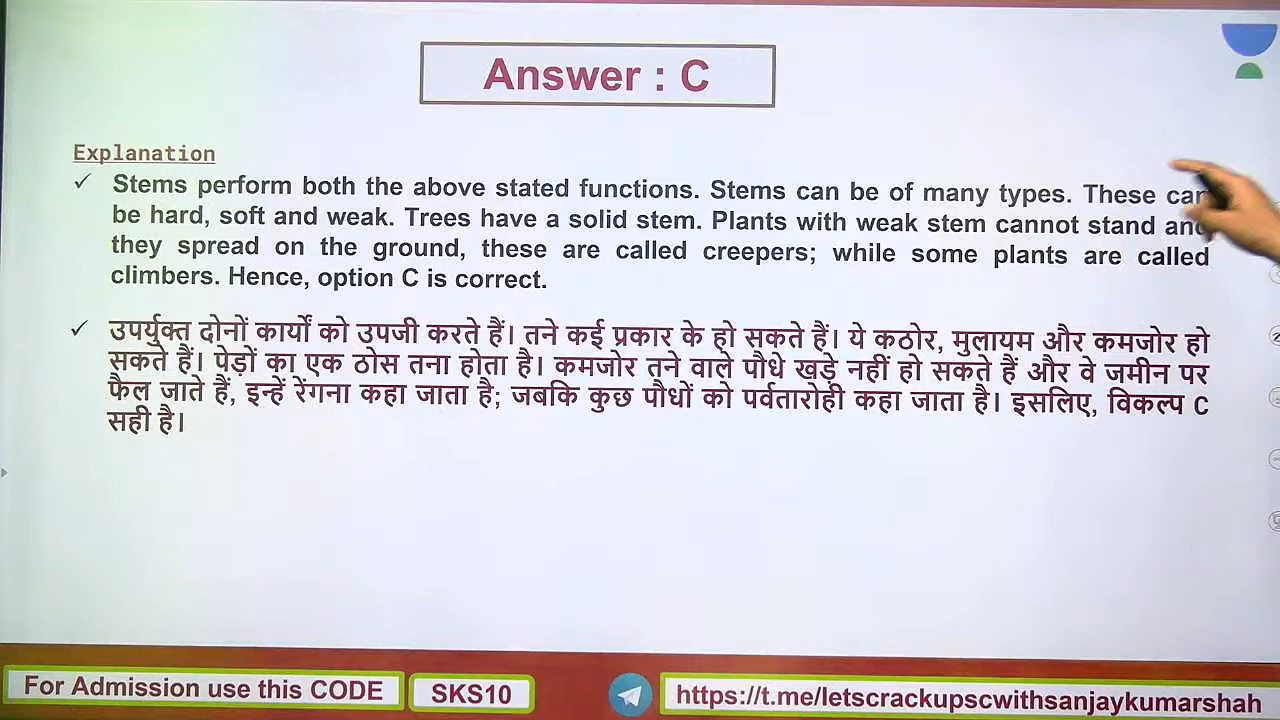 Answer : C
Explanation
✓ Stems perform both the above stated functions. Stems can be of many types. These can
be hard, soft and weak. Trees have a solid stem. Plants with weak stem cannot stand and
they spread on the ground, these are called creepers; while some plants are called
climbers. Hence, option C is correct.
✓ उपर्युक्त दोनों कार्यों को उपजी करते हैं। तने कई प्रकार के हो सकते हैं। ये कठोर, मुलायम और कमजोर हो
सकते हैं। पेड़ों का एक ठोस तना होता है। कमजोर तने वाले पौधे खड़े नहीं हो सकते हैं और वे जमीन पर
फैल जाते हैं, इन्हें रेंगना कहा जाता है; जबकि कुछ पौधों को पर्वतारोही कहा जाता है। इसलिए, विकल्प C
सही है।
For Admission use this CODE
SKS10
https://t.me/letscrackupscwithsanjaykumarshah